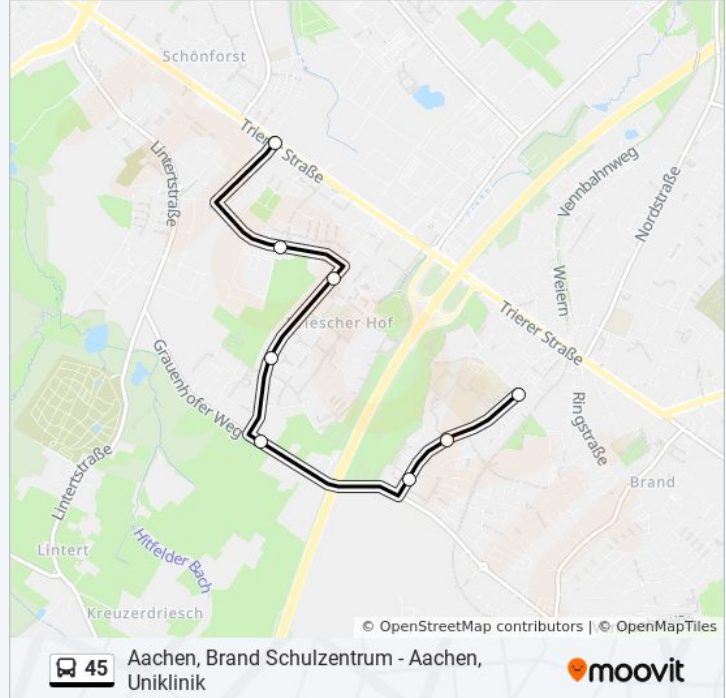 Schönforst
Trierer Straße
Lintertstraße
Vennbahnweg
Nordstraße
Weiern
Trierer Straße
Grauenhofer Weg
Ringstraße
Brand
Lintertstraße
Hitfelder Bach
Lintert
Kreuzerdriesch
© OpenStreetMap contributors | © OpenMapTiles
45
Aachen, Brand Schulzentrum - Aachen,
Uniklinik
moovit